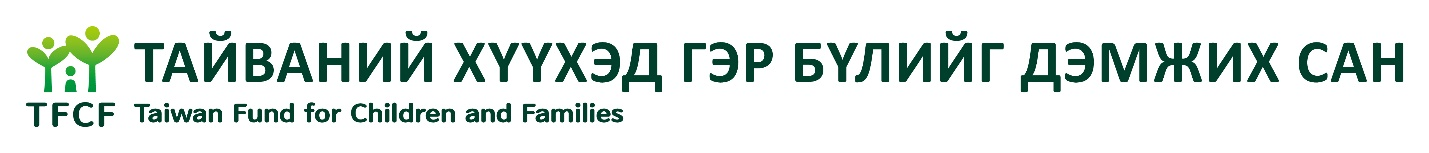 ТАЙВАНИЙ ХҮҮХЭД ГЭР БҮЛИЙГ ДЭМЖИХ САН
TFCF Taiwan Fund for Children and Families